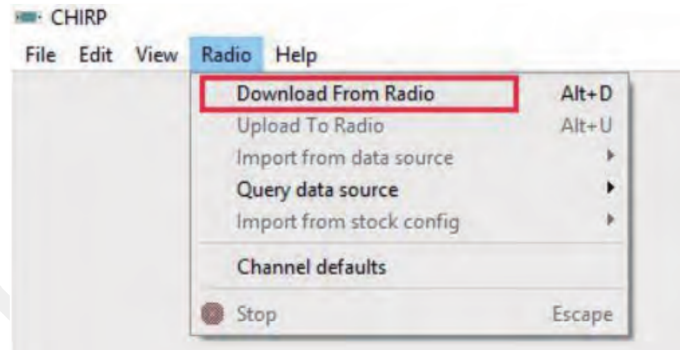 CHIRP
File Edit View Radio Help
Download From Radio Alt+D
Upload To Radio Alt+U
Import from data source
Query data source
Import from stock config
Channel defaults
Stop Escape